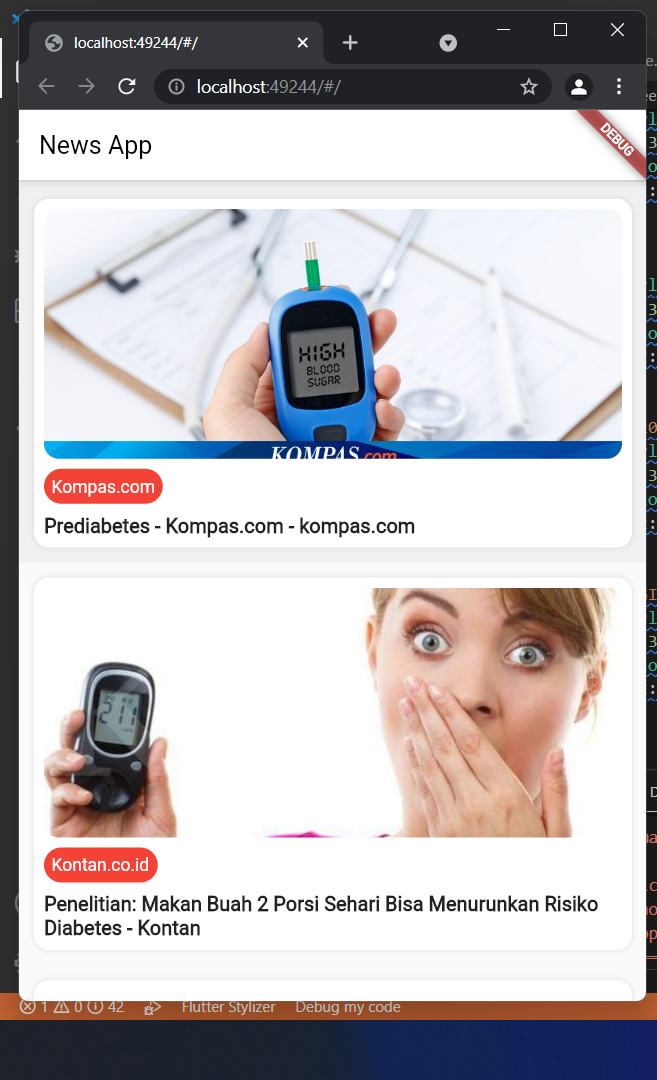 localhost:49244/#/
localhost:49244/#/
News App
DEBUG
HIGH
BLOOD
SUGAR
KOMPAS.com
Kompas.com
Prediabetes - Kompas.com - kompas.com
211
Kontan.co.id
Penelitian: Makan Buah 2 Porsi Sehari Bisa Menurunkan Risiko
Diabetes - Kontan
1 0 42 Flutter Stylizer Debug my code